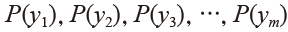 P(y₁), P(y₂), P(y₃), ⋯, P(yₘ)